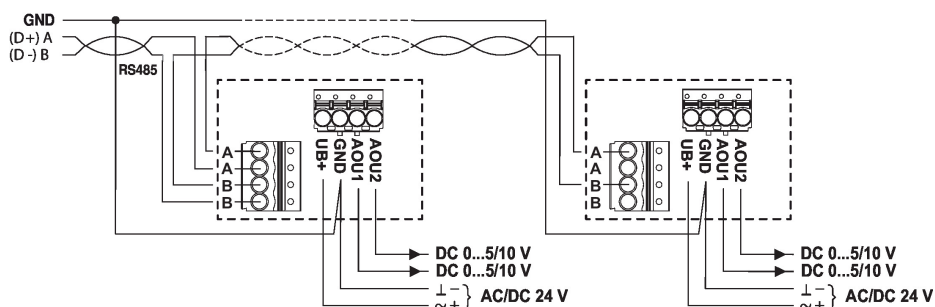 GND
(D+) A
(D-) B
RS485
UB+
GND
AOU1
AOU2
A
A
B
B
DC 0...5/10 V
DC 0...5/10 V
⊥ –
≂ +
AC/DC 24 V
UB+
GND
AOU1
AOU2
A
A
B
B
DC 0...5/10 V
DC 0...5/10 V
⊥ –
≂ +
AC/DC 24 V